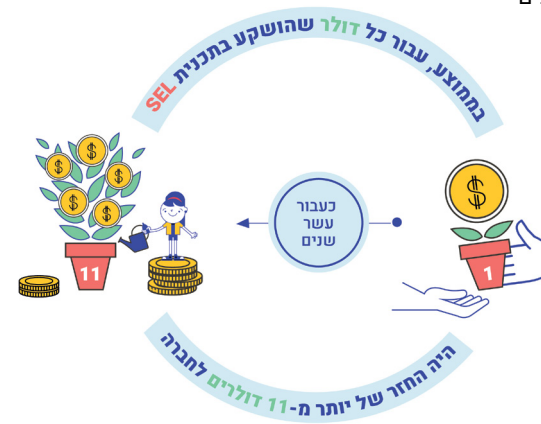 ים
בממוצע, עבור כל דולר שהושקע בתכנית SEL
כעבור
עשר
שנים
1
11
היה החזר של יותר מ-11 דולרים לחברה